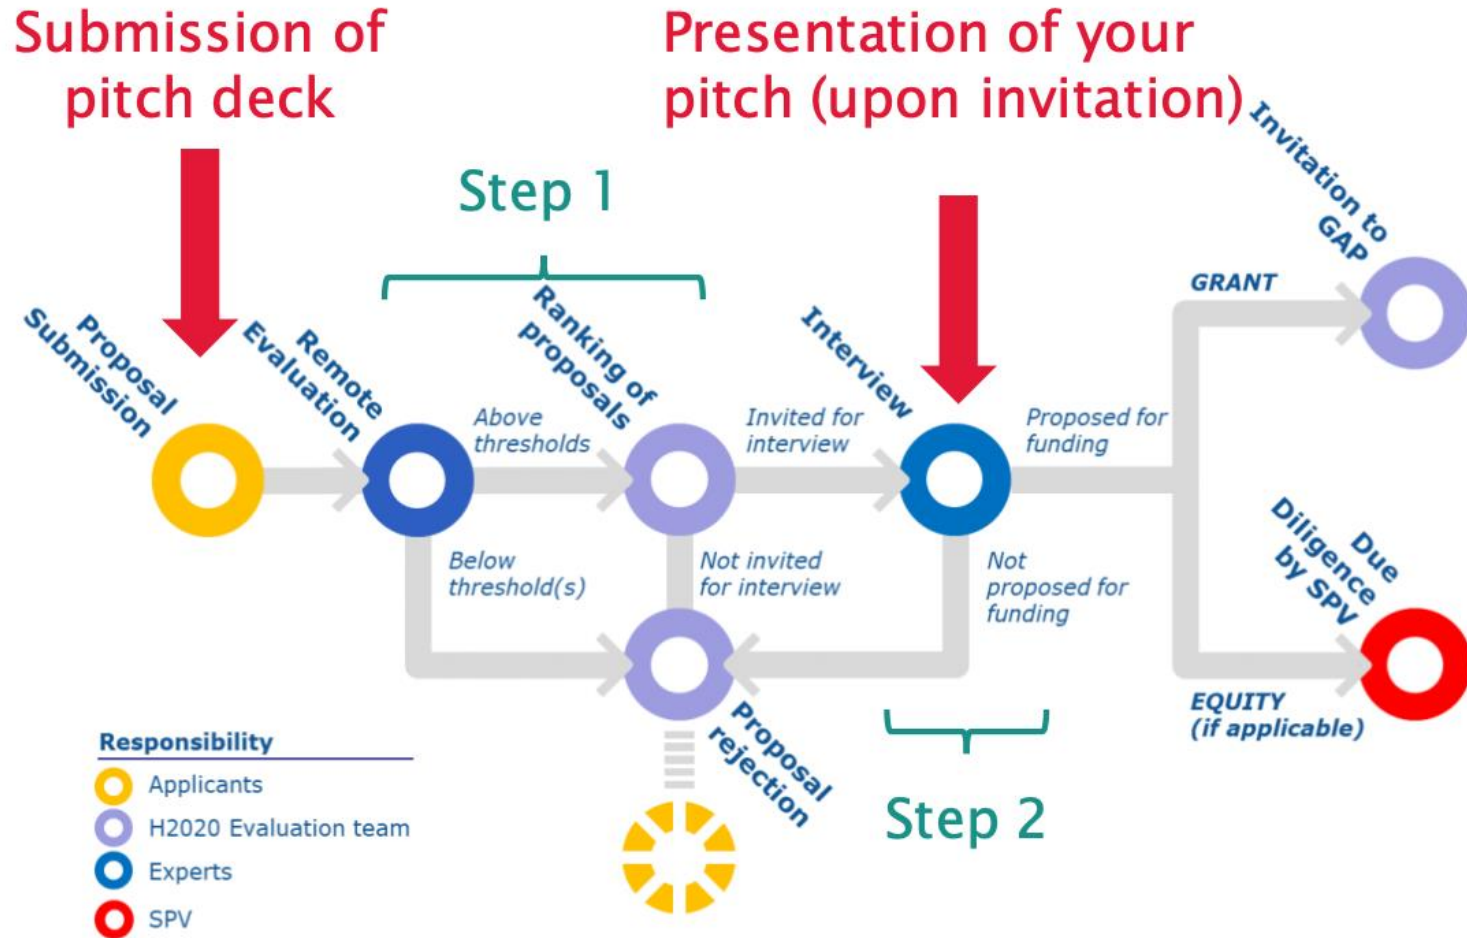 Submission of
pitch deck
Presentation of your
pitch (upon invitation)
Step 1
Proposal
Submission
Remote
Evaluation
Ranking of
proposals
Interview
Invitation to
GAP
GRANT
Above
thresholds
Invited for
interview
Proposed for
funding
Below
threshold(s)
Not invited
for interview
Not
proposed for
funding
Due
Diligence
by SPV
EQUITY
(if applicable)
Proposal
rejection
Step 2
Responsibility
Applicants
H2020 Evaluation team
Experts
SPV